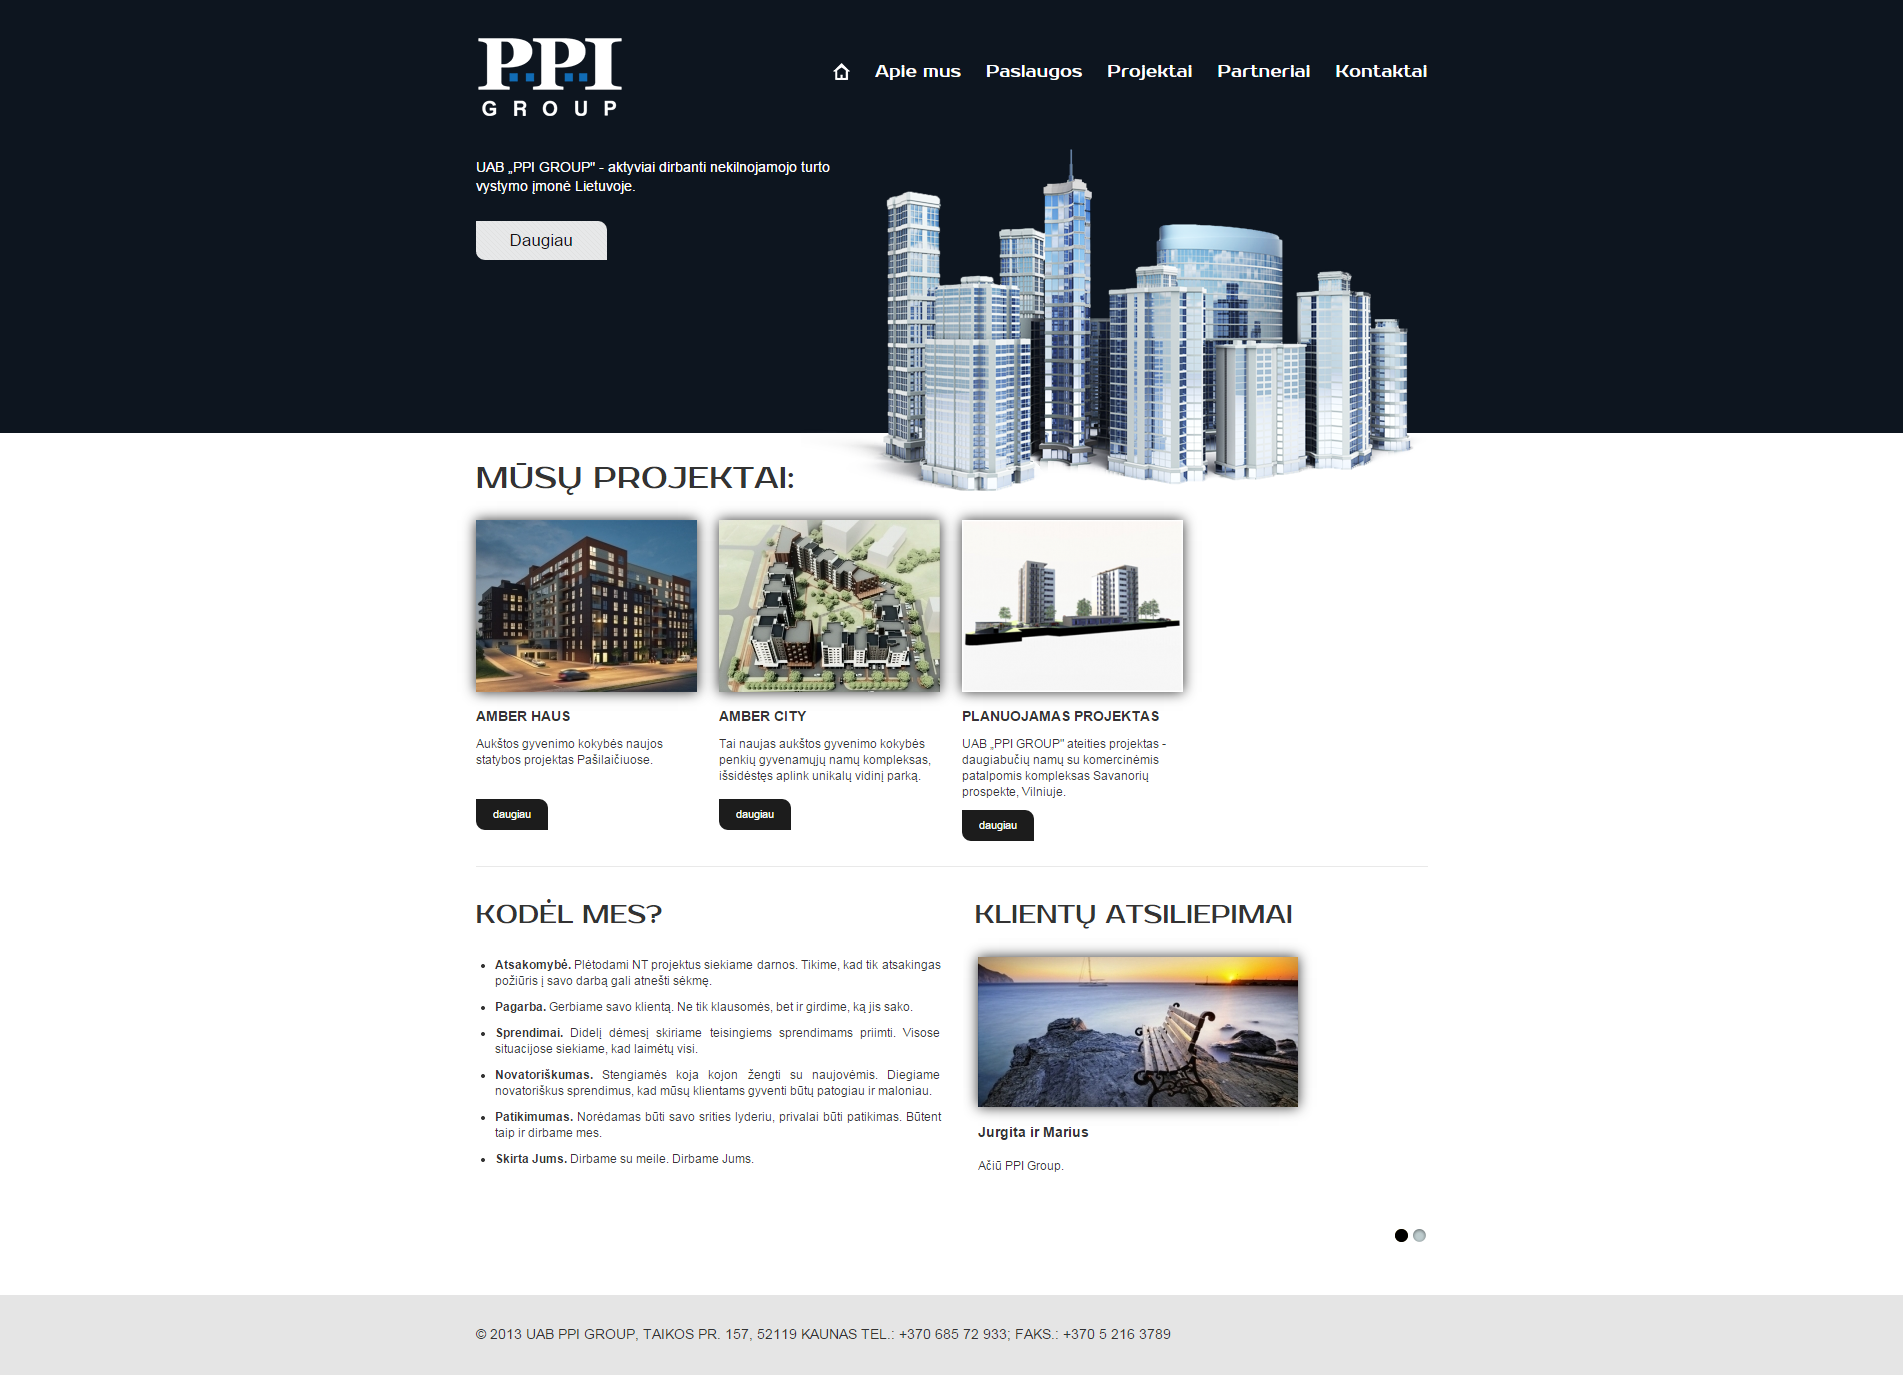 PPI
GROUP
Apie mus Paslaugos Projektai Partneriai Kontaktai
UAB „PPI GROUP" - aktyviai dirbanti nekilnojamojo turto
vystymo įmonė Lietuvoje.
Daugiau
MŪSŲ PROJEKTAI:
AMBER HAUS
Aukštos gyvenimo kokybės naujos
statybos projektas Pašilaičiuose.
daugiau
AMBER CITY
Tai naujas aukštos gyvenimo kokybės
penkių gyvenamųjų namų kompleksas,
išsidėstęs aplink unikalų vidinį parką.
daugiau
PLANUOJAMAS PROJEKTAS
UAB „PPI GROUP" ateities projektas -
daugiabučių namų su komercinėmis
patalpomis kompleksas Savanorių
prospekte, Vilniuje.
daugiau
KODĖL MES?
Atsakomybė. Plėtodami NT projektus siekiame darnos. Tikime, kad tik atsakingas
požiūris į savo darbą gali atnešti sėkmę.
Pagarba. Gerbiame savo klientą. Ne tik klausomės, bet ir girdime, ką jis sako.
Sprendimai. Didelį dėmesį skiriame teisingiems sprendimams priimti. Visose
situacijose siekiame, kad laimėtų visi.
Novatoriškumas. Stengiamės koja kojon žengti su naujovėmis. Diegiame
novatoriškus sprendimus, kad mūsų klientams gyventi būtų patogiau ir maloniau.
Patikimumas. Norėdamas būti savo srities lyderiu, privalai būti patikimas. Būtent
taip ir dirbame mes.
Skirta Jums. Dirbame su meile. Dirbame Jums.
KLIENTŲ ATSILIEPIMAI
Jurgita ir Marius
Ačiū PPI Group.
© 2013 UAB PPI GROUP, TAIKOS PR. 157, 52119 KAUNAS TEL.: +370 685 72 933; FAKS.: +370 5 216 3789